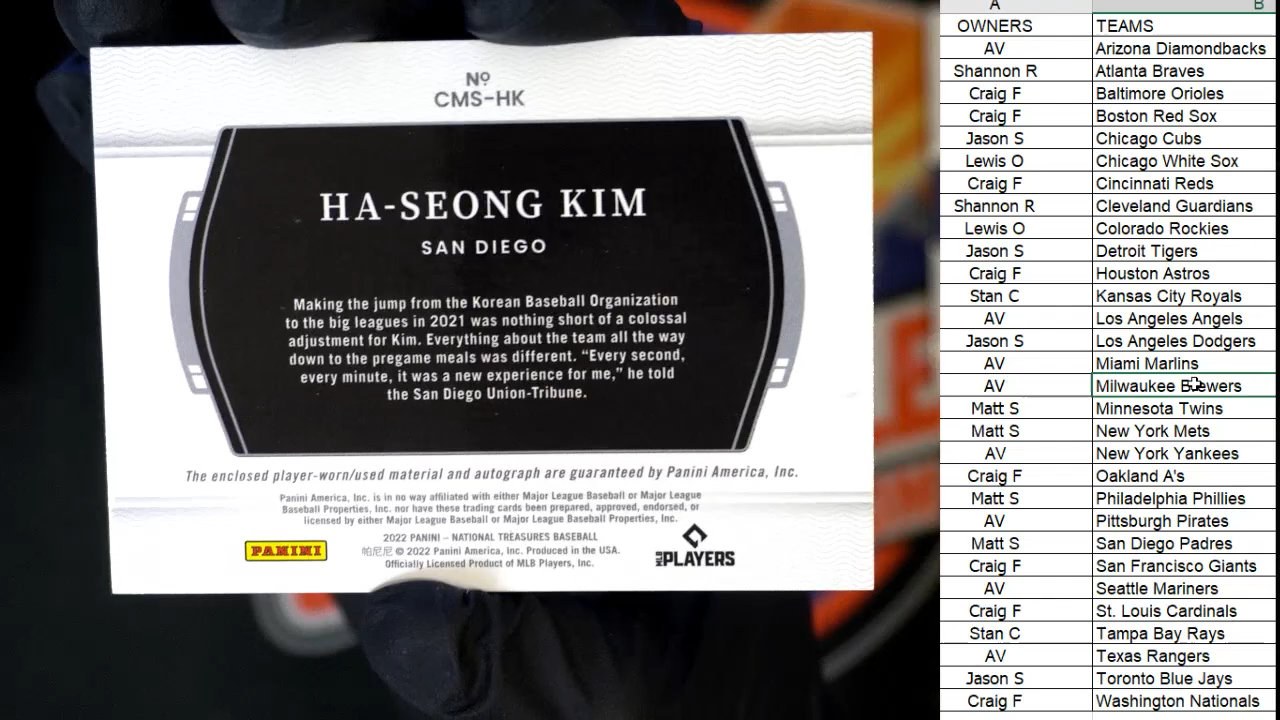 Nº
CMS-HK
HA-SEONG KIM
SAN DIEGO
Making the jump from the Korean Baseball Organization
to the big leagues in 2021 was nothing short of a colossal
adjustment for Kim. Everything about the team all the way
down to the pregame meals was different. “Every second,
every minute, it was a new experience for me,” he told
the San Diego Union-Tribune.
The enclosed player-worn/used material and autograph are guaranteed by Panini America, Inc.
Panini America, Inc. is in no way affiliated with either Major League Baseball or Major League
Baseball Properties, Inc. nor have these trading cards been prepared, approved, endorsed, or
licensed by either Major League Baseball or Major League Baseball Properties, Inc.
2022 PANINI – NATIONAL TREASURES BASEBALL
帕尼尼 © 2022 Panini America, Inc. Produced in the USA.
Officially Licensed Product of MLB Players, Inc.
PANINI
MLB PLAYERS
A B
OWNERS TEAMS
AV Arizona Diamondbacks
Shannon R Atlanta Braves
Craig F Baltimore Orioles
Craig F Boston Red Sox
Jason S Chicago Cubs
Lewis O Chicago White Sox
Craig F Cincinnati Reds
Shannon R Cleveland Guardians
Lewis O Colorado Rockies
Jason S Detroit Tigers
Craig F Houston Astros
Stan C Kansas City Royals
AV Los Angeles Angels
Jason S Los Angeles Dodgers
AV Miami Marlins
AV Milwaukee Brewers
Matt S Minnesota Twins
Matt S New York Mets
AV New York Yankees
Craig F Oakland A's
Matt S Philadelphia Phillies
AV Pittsburgh Pirates
Matt S San Diego Padres
Craig F San Francisco Giants
AV Seattle Mariners
Craig F St. Louis Cardinals
Stan C Tampa Bay Rays
AV Texas Rangers
Jason S Toronto Blue Jays
Craig F Washington Nationals